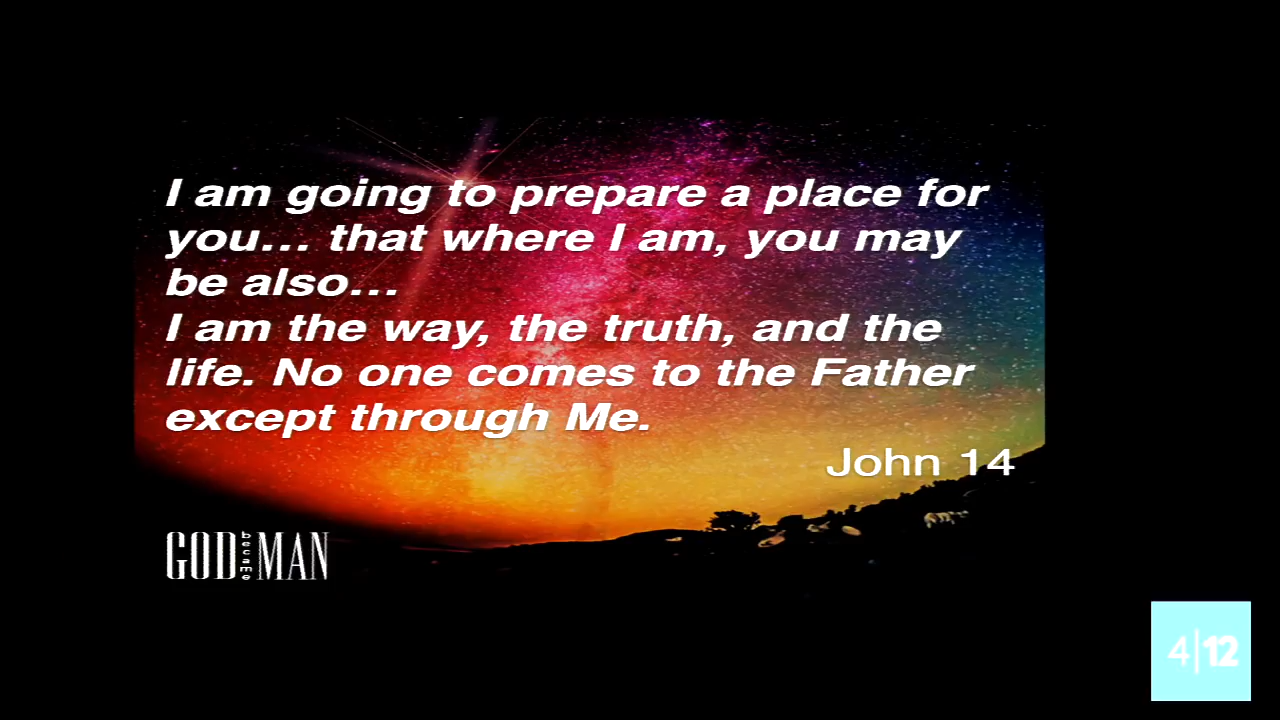 I am going to prepare a place for
you... that where I am, you may
be also...
I am the way, the truth, and the
life. No one comes to the Father
except through Me.
John 14
GOD became MAN
4|12